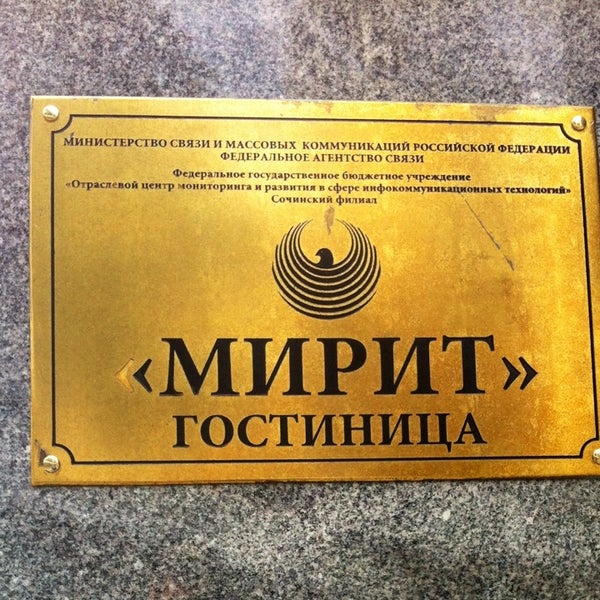 МИНИСТЕРСТВО СВЯЗИ И МАССОВЫХ КОММУНИКАЦИЙ РОССИЙСКОЙ ФЕДЕРАЦИИ
ФЕДЕРАЛЬНОЕ АГЕНТСТВО СВЯЗИ
Федеральное государственное бюджетное учреждение
«Отраслевой центр мониторинга и развития в сфере инфокоммуникационных технологий»
Сочинский филиал
«МИРИТ»
ГОСТИНИЦА